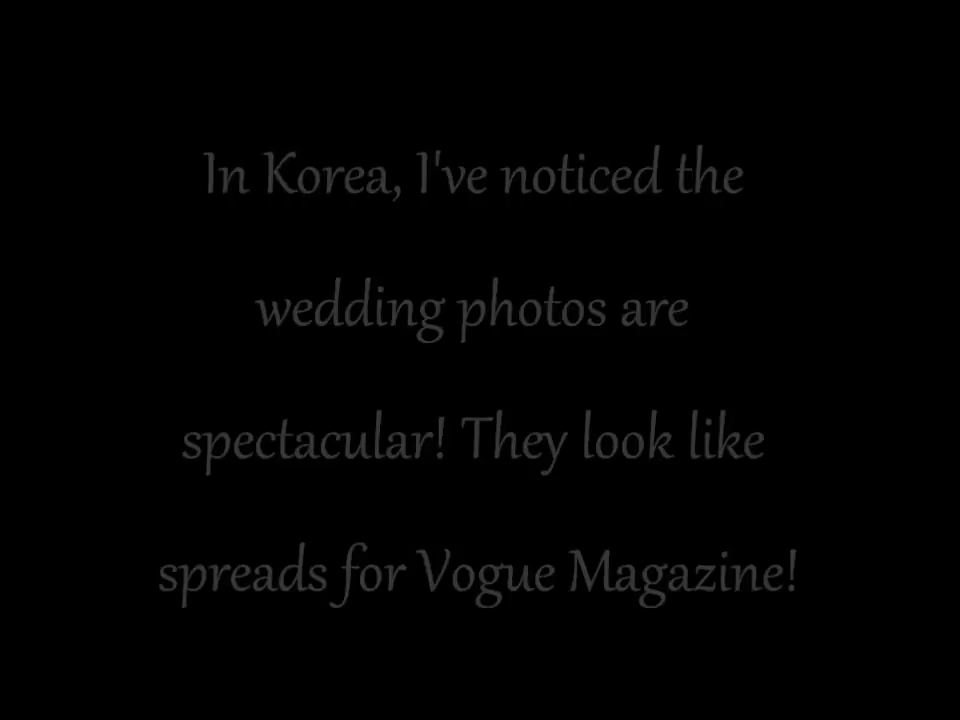 In Korea, I've noticed the
wedding photos are
spectacular! They look like
spreads for Vogue Magazine!